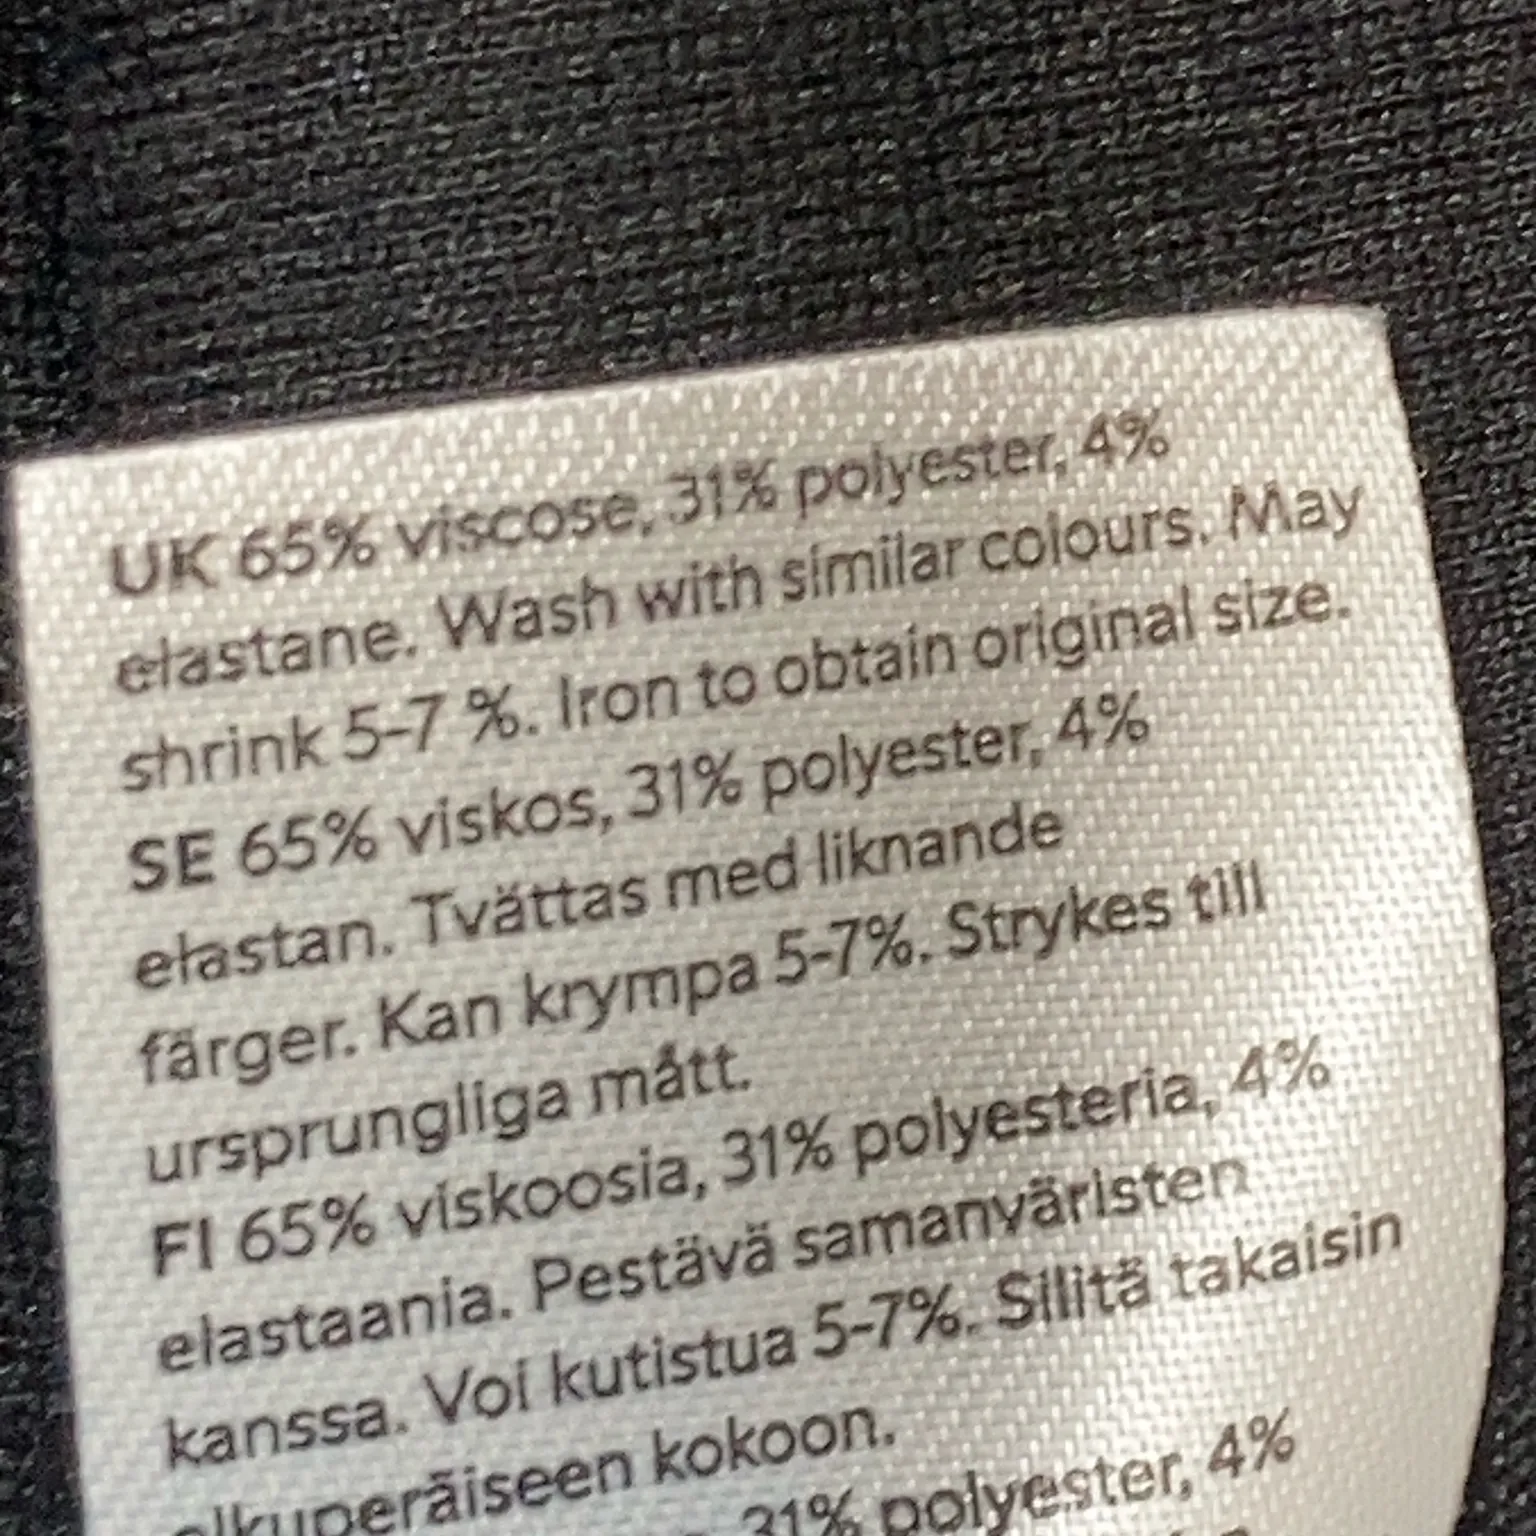 UK 65% viscose, 31% polyester, 4%
elastane. Wash with similar colours. May
shrink 5-7 %. Iron to obtain original size.
SE 65% viskos, 31% polyester, 4%
elastan. Tvättas med liknande
färger. Kan krympa 5-7%. Strykes till
ursprungliga mått.
FI 65% viskoosia, 31% polyesteria, 4%
elastaania. Pestävä samanväristen
kanssa. Voi kutistua 5-7%. Silitä takaisin
alkuperäiseen kokoon.
31% polyester, 4%